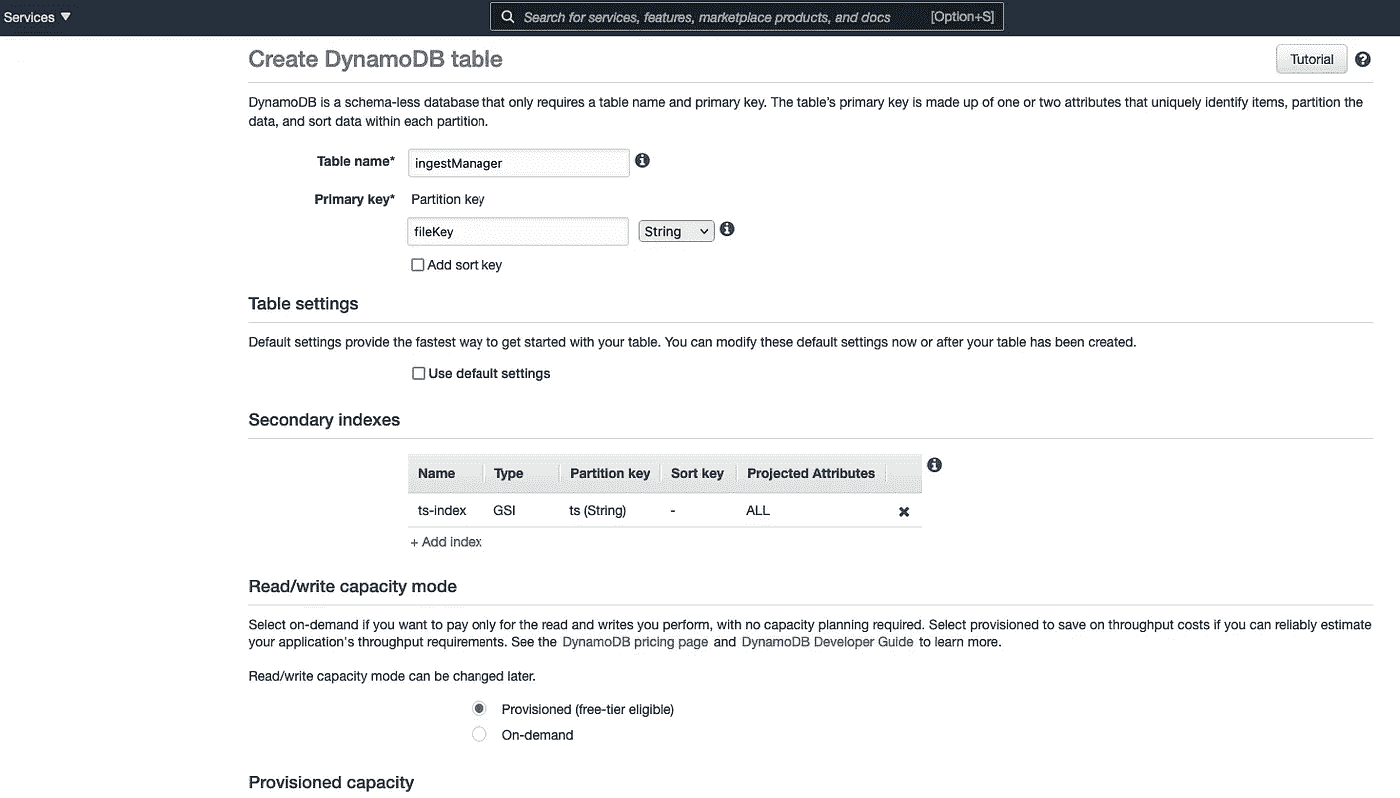 Services ▼ Search for services, features, marketplace products, and docs [Option+S]
Create DynamoDB table Tutorial
DynamoDB is a schema-less database that only requires a table name and primary key. The table's primary key is made up of one or two attributes that uniquely identify items, partition the
data, and sort data within each partition.
Table name* ingestManager
Primary key* Partition key
fileKey String
Add sort key
Table settings
Default settings provide the fastest way to get started with your table. You can modify these default settings now or after your table has been created.
Use default settings
Secondary indexes
Name Type Partition key Sort key Projected Attributes
ts-index GSI ts (String) - ALL
+ Add index
Read/write capacity mode
Select on-demand if you want to pay only for the read and writes you perform, with no capacity planning required. Select provisioned to save on throughput costs if you can reliably estimate
your application's throughput requirements. See the DynamoDB pricing page and DynamoDB Developer Guide to learn more.
Read/write capacity mode can be changed later.
Provisioned (free-tier eligible)
On-demand
Provisioned capacity